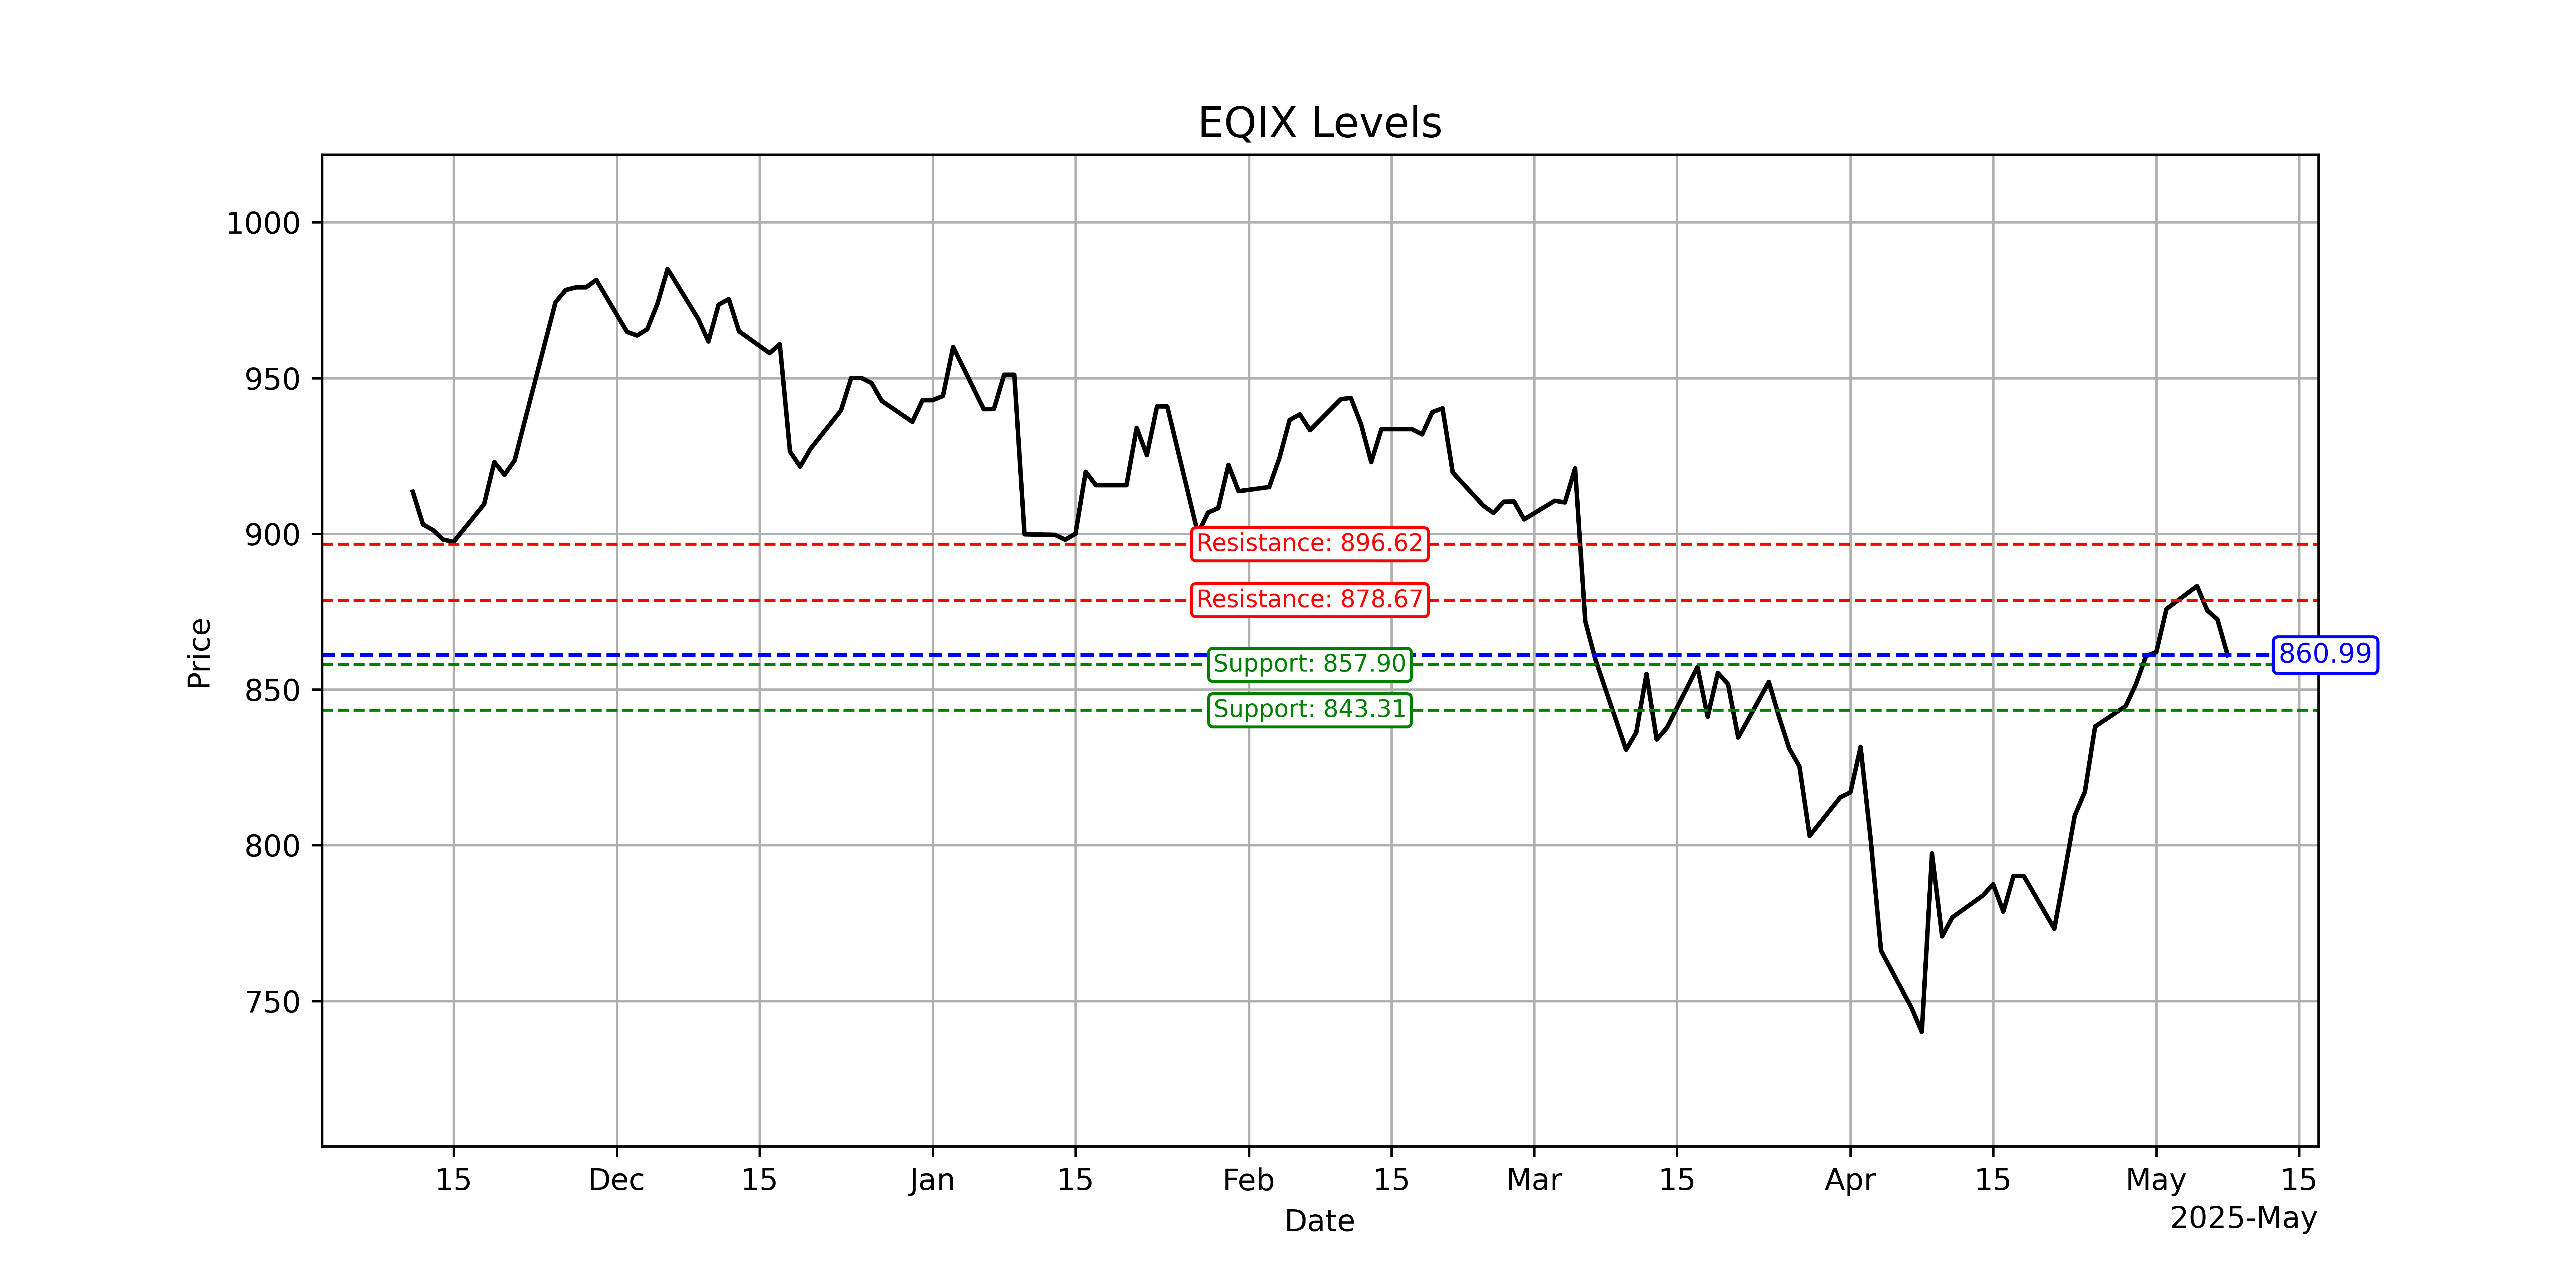 EQIX Levels
1000
950
900
850
800
750
Price
Resistance: 896.62
Resistance: 878.67
Support: 857.90
860.99
Support: 843.31
15 Dec 15 Jan 15 Feb 15 Mar 15 Apr 15 May 15
Date
2025-May